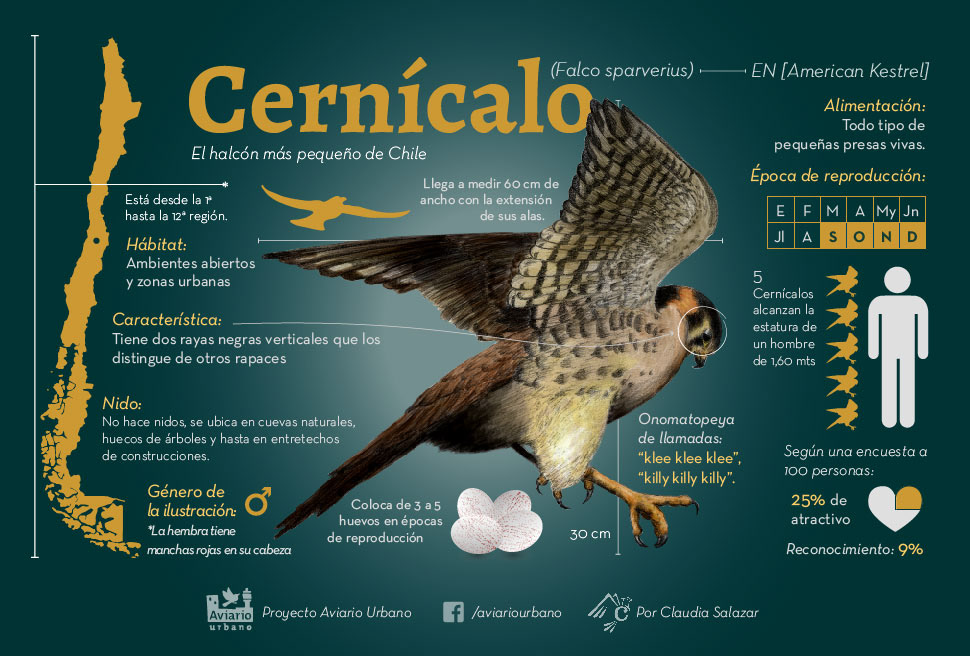 Cernícalo
(Falco sparverius)
EN [American Kestrel]
El halcón más pequeño de Chile
Está desde la 1ª
hasta la 12ª región.
Llega a medir 60 cm de
ancho con la extensión
de sus alas.
Hábitat:
Ambientes abiertos
y zonas urbanas
Característica:
Tiene dos rayas negras verticales que los
distingue de otros rapaces
Nido:
No hace nidos, se ubica en cuevas naturales,
huecos de árboles y hasta en entretechos
de construcciones.
Género de
la ilustración:
*La hembra tiene
manchas rojas en su cabeza
Coloca de 3 a 5
huevos en épocas
de reproducción
30 cm
Onomatopeya
de llamadas:
“klee klee klee”,
“killy killy killy”.
Alimentación:
Todo tipo de
pequeñas presas vivas.
Época de reproducción:
E F M A My Jn
Jl A S O N D
5
Cernícalos
alcanzan la
estatura de
un hombre
de 1,60 mts
Según una encuesta a
100 personas:
25% de
atractivo
Reconocimiento: 9%
Aviario
urbano
Proyecto Aviario Urbano
/aviariourbano
Por Claudia Salazar